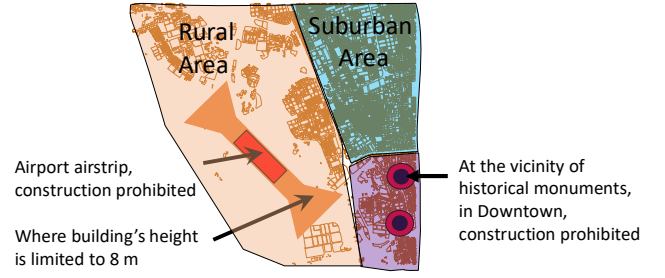 Rural
Area
Suburban
Area
Airport airstrip,
construction prohibited
Where building's height
is limited to 8 m
At the vicinity of
historical monuments,
in Downtown,
construction prohibited